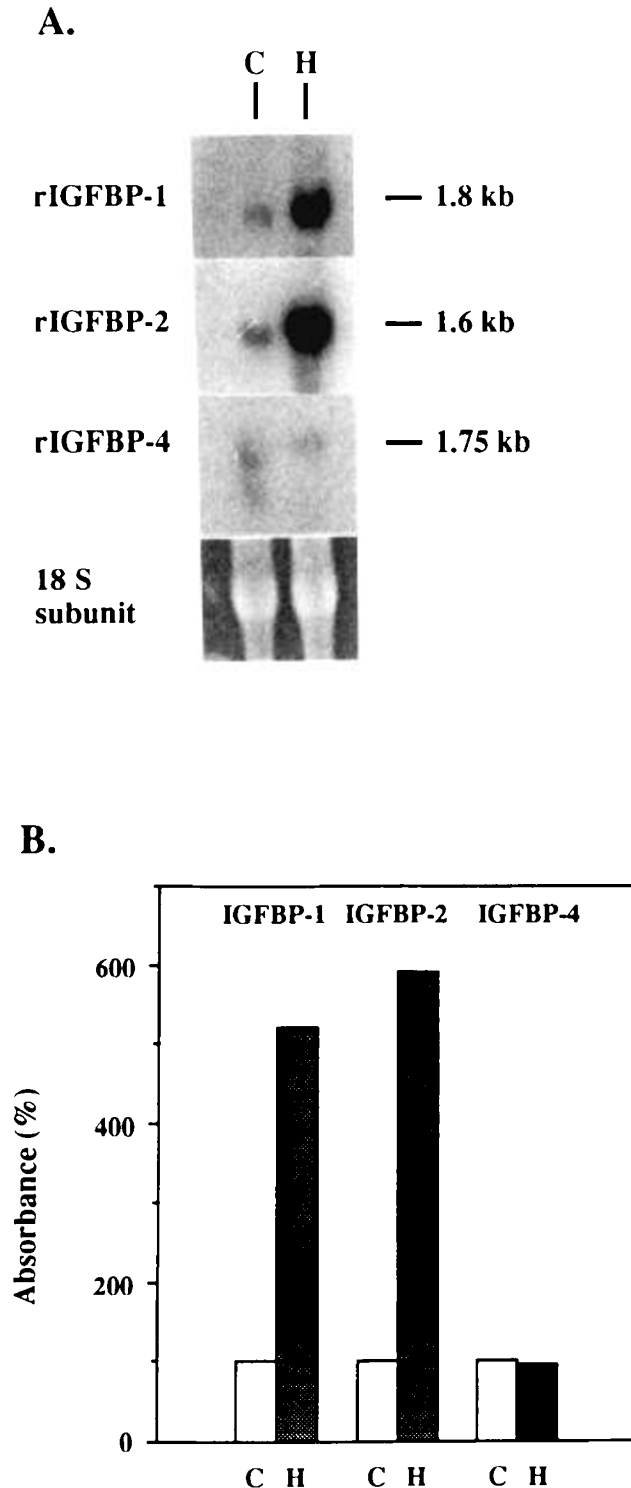 A.
C H
rIGFBP-1 1.8 kb
rIGFBP-2 1.6 kb
rIGFBP-4 1.75 kb
18 S
subunit
B.
IGFBP-1 IGFBP-2 IGFBP-4
600
400
200
0
Absorbance (%)
C H C H C H